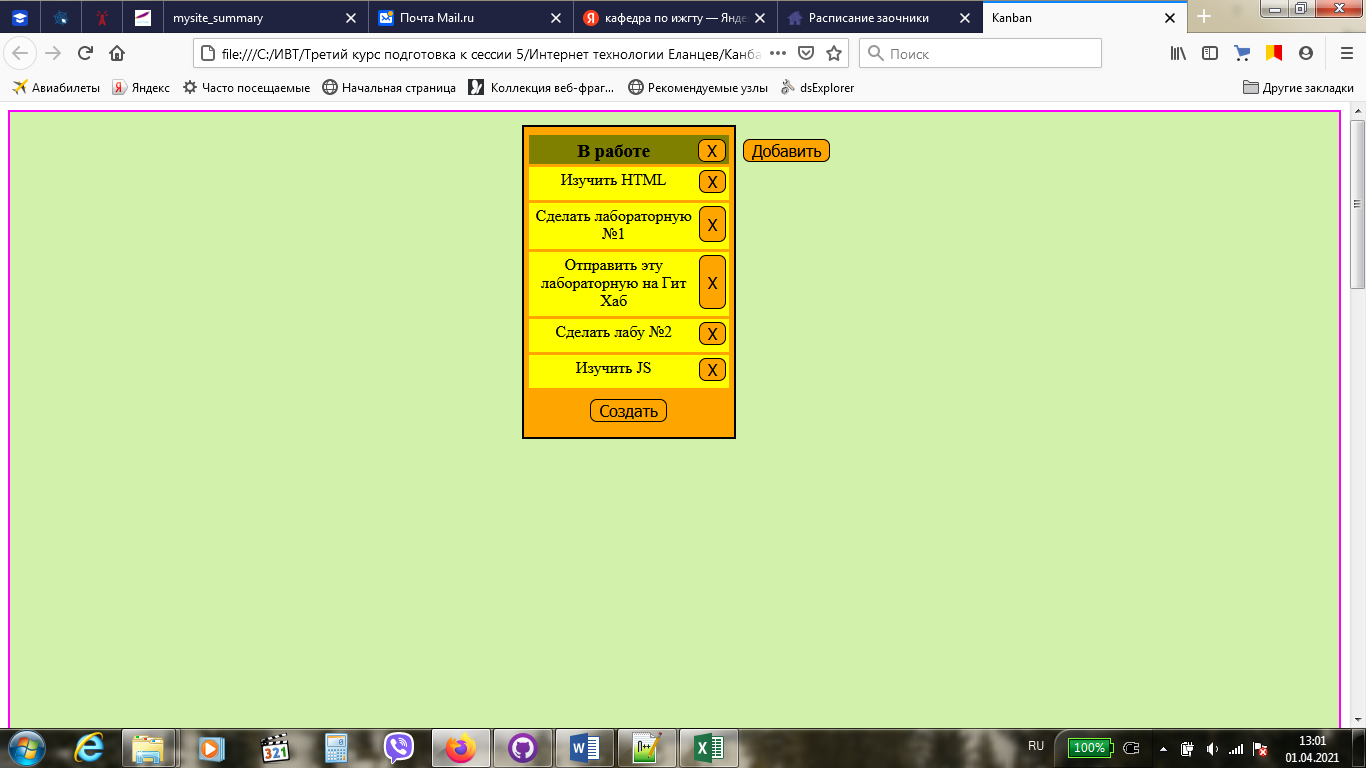 mysite_summary
Почта Mail.ru
кафедра по ижгту — Янде
Расписание заочники
Kanban
file:///C:/ИВТ/Третий курс подготовка к сессии 5/Интернет технологии Еланцев/Канба
Поиск
Авиабилеты
Яндекс
Часто посещаемые
Начальная страница
Коллекция веб-фраг...
Рекомендуемые узлы
dsExplorer
Другие закладки
В работе X
Добавить
Изучить HTML X
Сделать лабораторную
№1 X
Отправить эту
лабораторную на Гит X
Хаб
Сделать лабу №2 X
Изучить JS X
Создать
321
П++
RU
100%
13:01
01.04.2021